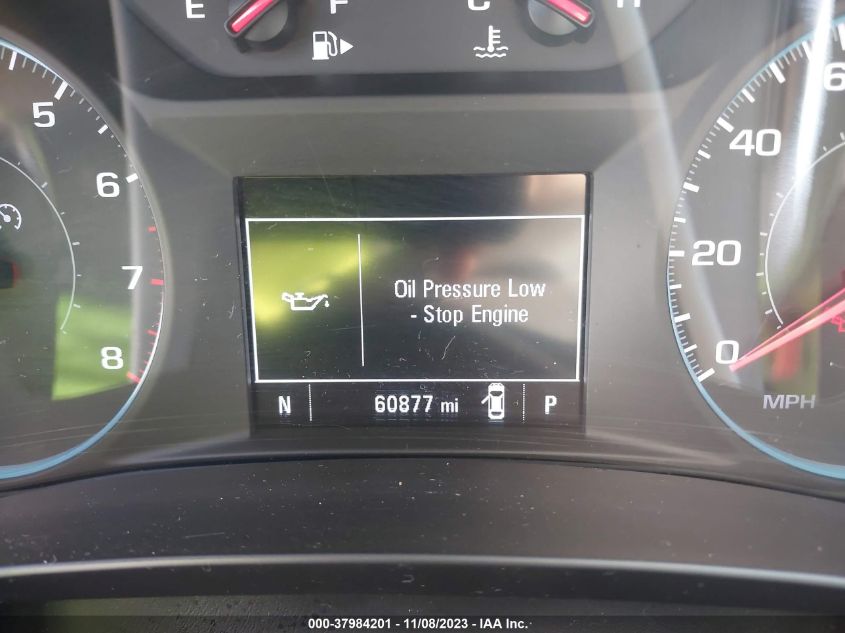 E F C H
5
6
7
8
Oil Pressure Low
- Stop Engine
N 60877 mi P
6
40
20
0
MPH
000-37984201 - 11/08/2023 - IAA Inc.